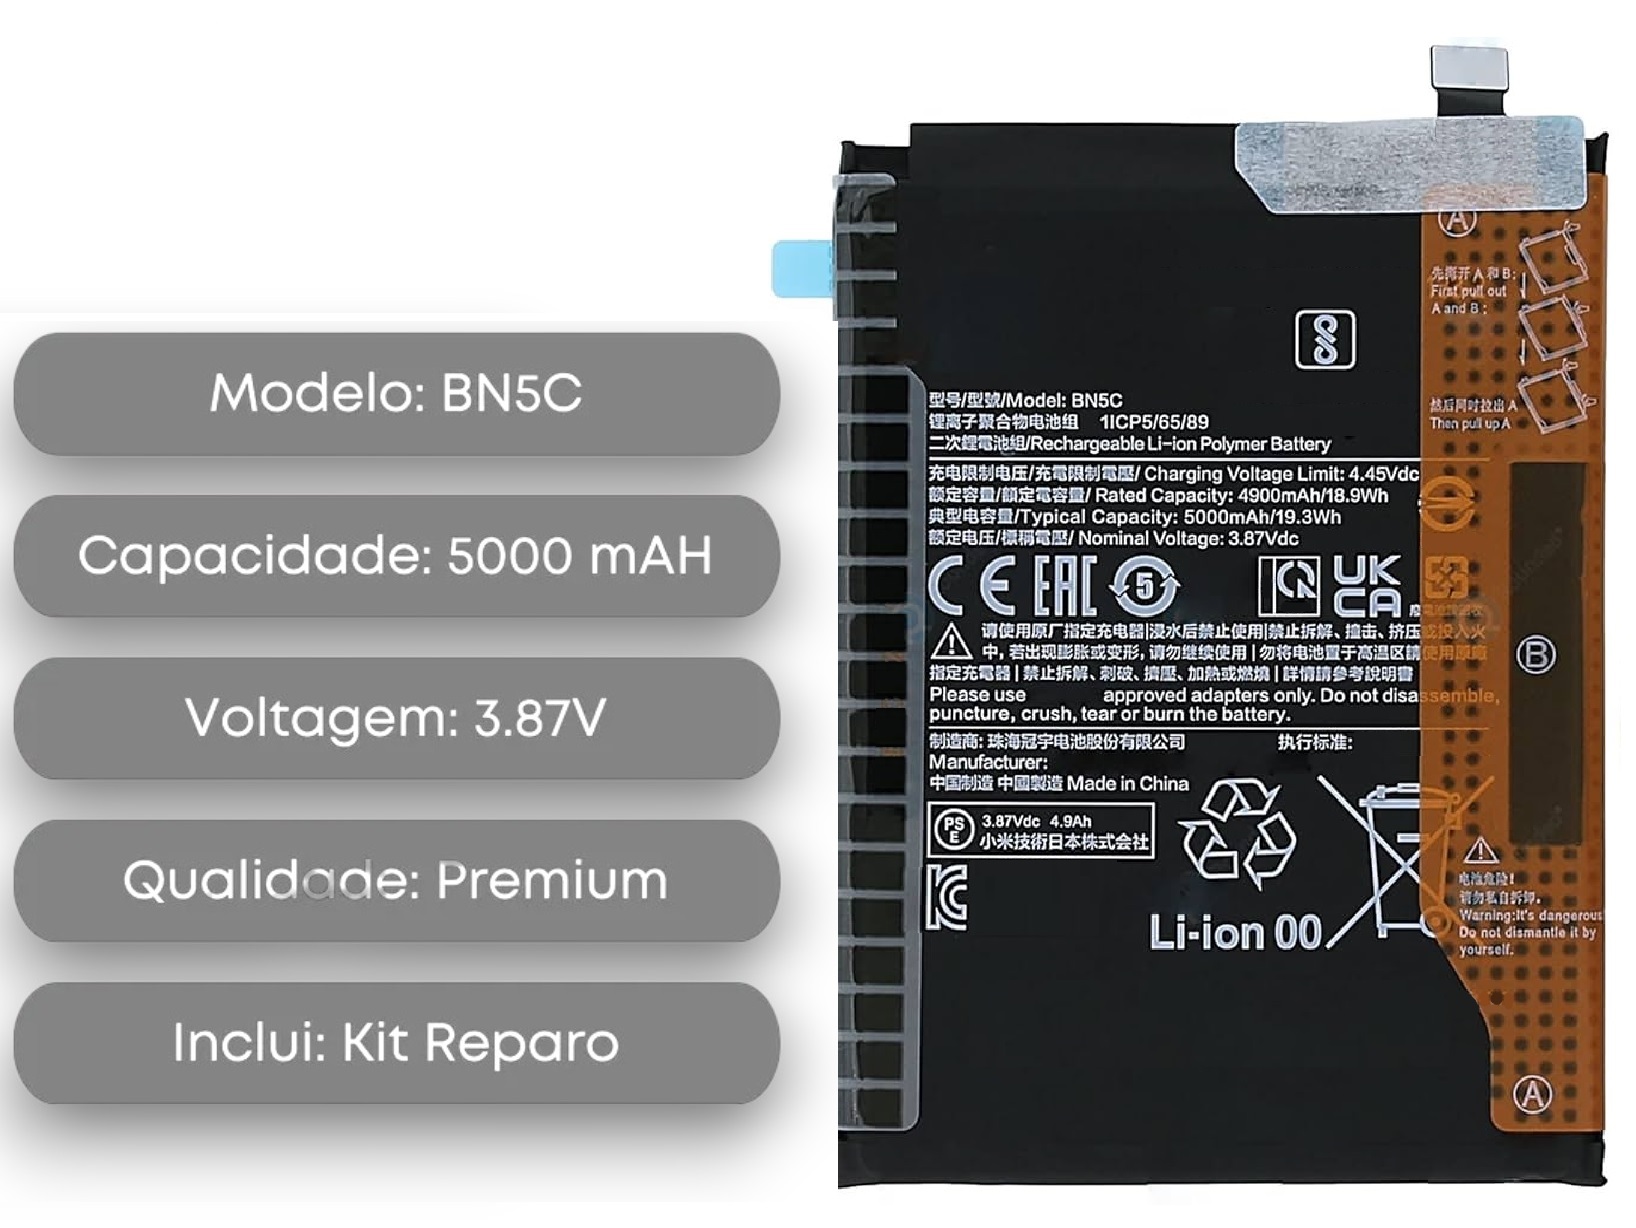 Modelo: BN5C
Capacidade: 5000 mAH
Voltagem: 3.87V
Qualidade: Premium
Inclui: Kit Reparo
A
先撕开 A 和 B:
First pull out
A and B :
然后同时拉出 A
Then pull up A
型号/型號/Model: BN5C
锂离子聚合物电池组 1ICP5/65/89
二次鋰電池組/Rechargeable Li-ion Polymer Battery
充电限制电压/充電限制電壓/ Charging Voltage Limit: 4.45Vdc
额定容量/額定電容量/ Rated Capacity: 4900mAh/18.9Wh
典型电容量/Typical Capacity: 5000mAh/19.3Wh
额定电压/標稱電壓/ Nominal Voltage: 3.87Vdc
CE EAC 5 UK CA
请使用原厂指定充电器|浸水后禁止使用|禁止拆解、撞击、挤压或投入火
中, 若出现膨胀或变形, 请勿继续使用 | 勿将电池置于高温区請使用原廠
指定充電器 | 禁止拆解、刺破、擠壓、加熱或燃燒 | 詳情請參考說明書
Please use approved adapters only. Do not disassemble,
puncture, crush, tear or burn the battery.
B
制造商: 珠海冠宇电池股份有限公司 执行标准:
Manufacturer:
中国制造 中國製造 Made in China
PS E 3.87Vdc 4.9Ah
小米技術日本株式会社
KC
Li-ion 00
电池危险!
请勿私自拆卸.
Warning:It's dangerous
Do not dismantle it by
yourself.
A